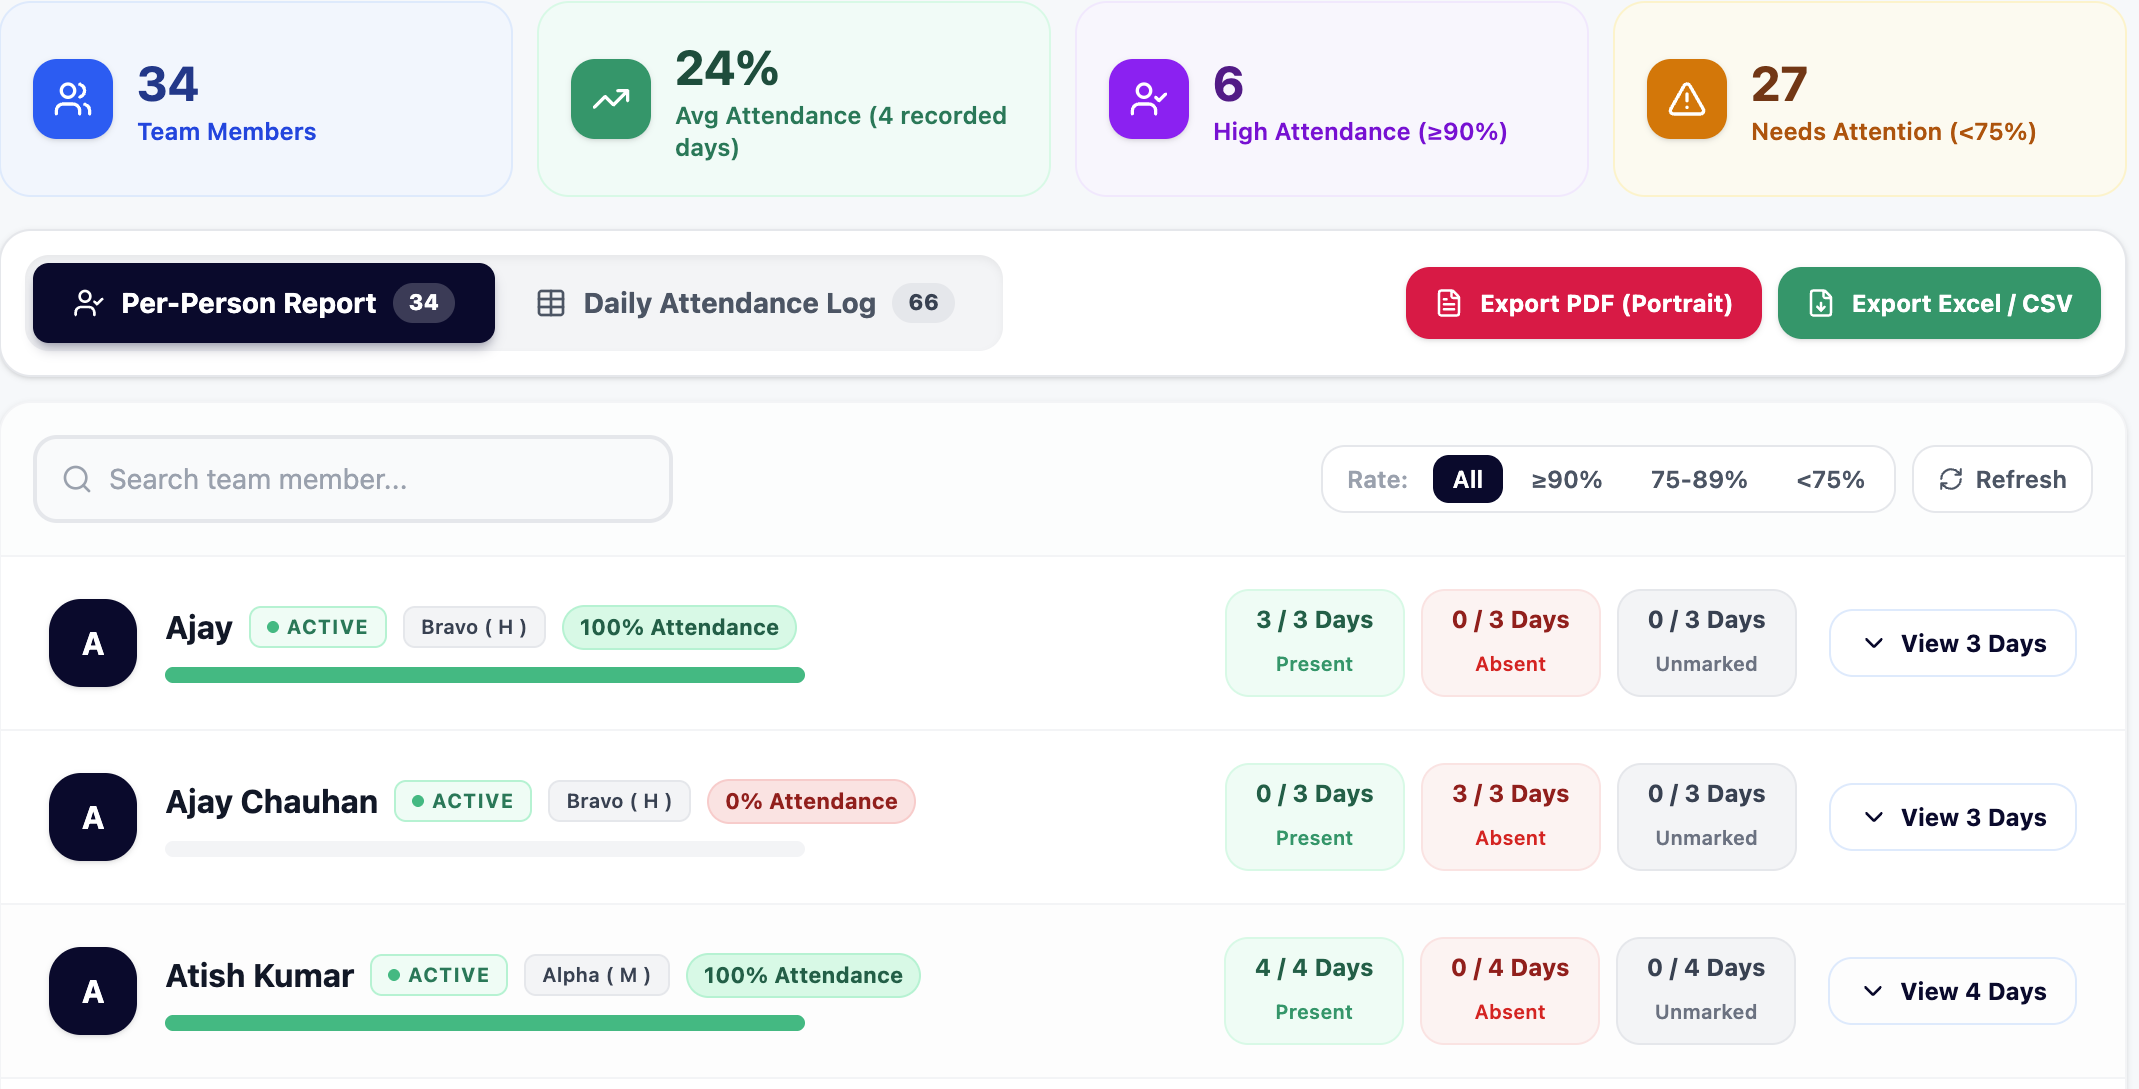 34
Team Members
24%
Avg Attendance (4 recorded
days)
6
High Attendance (≥90%)
27
Needs Attention (<75%)
Per-Person Report 34
Daily Attendance Log 66
Export PDF (Portrait)
Export Excel / CSV
Search team member...
Rate: All ≥90% 75-89% <75%
Refresh
A
Ajay ACTIVE Bravo ( H ) 100% Attendance
3 / 3 Days
Present
0 / 3 Days
Absent
0 / 3 Days
Unmarked
View 3 Days
A
Ajay Chauhan ACTIVE Bravo ( H ) 0% Attendance
0 / 3 Days
Present
3 / 3 Days
Absent
0 / 3 Days
Unmarked
View 3 Days
A
Atish Kumar ACTIVE Alpha ( M ) 100% Attendance
4 / 4 Days
Present
0 / 4 Days
Absent
0 / 4 Days
Unmarked
View 4 Days